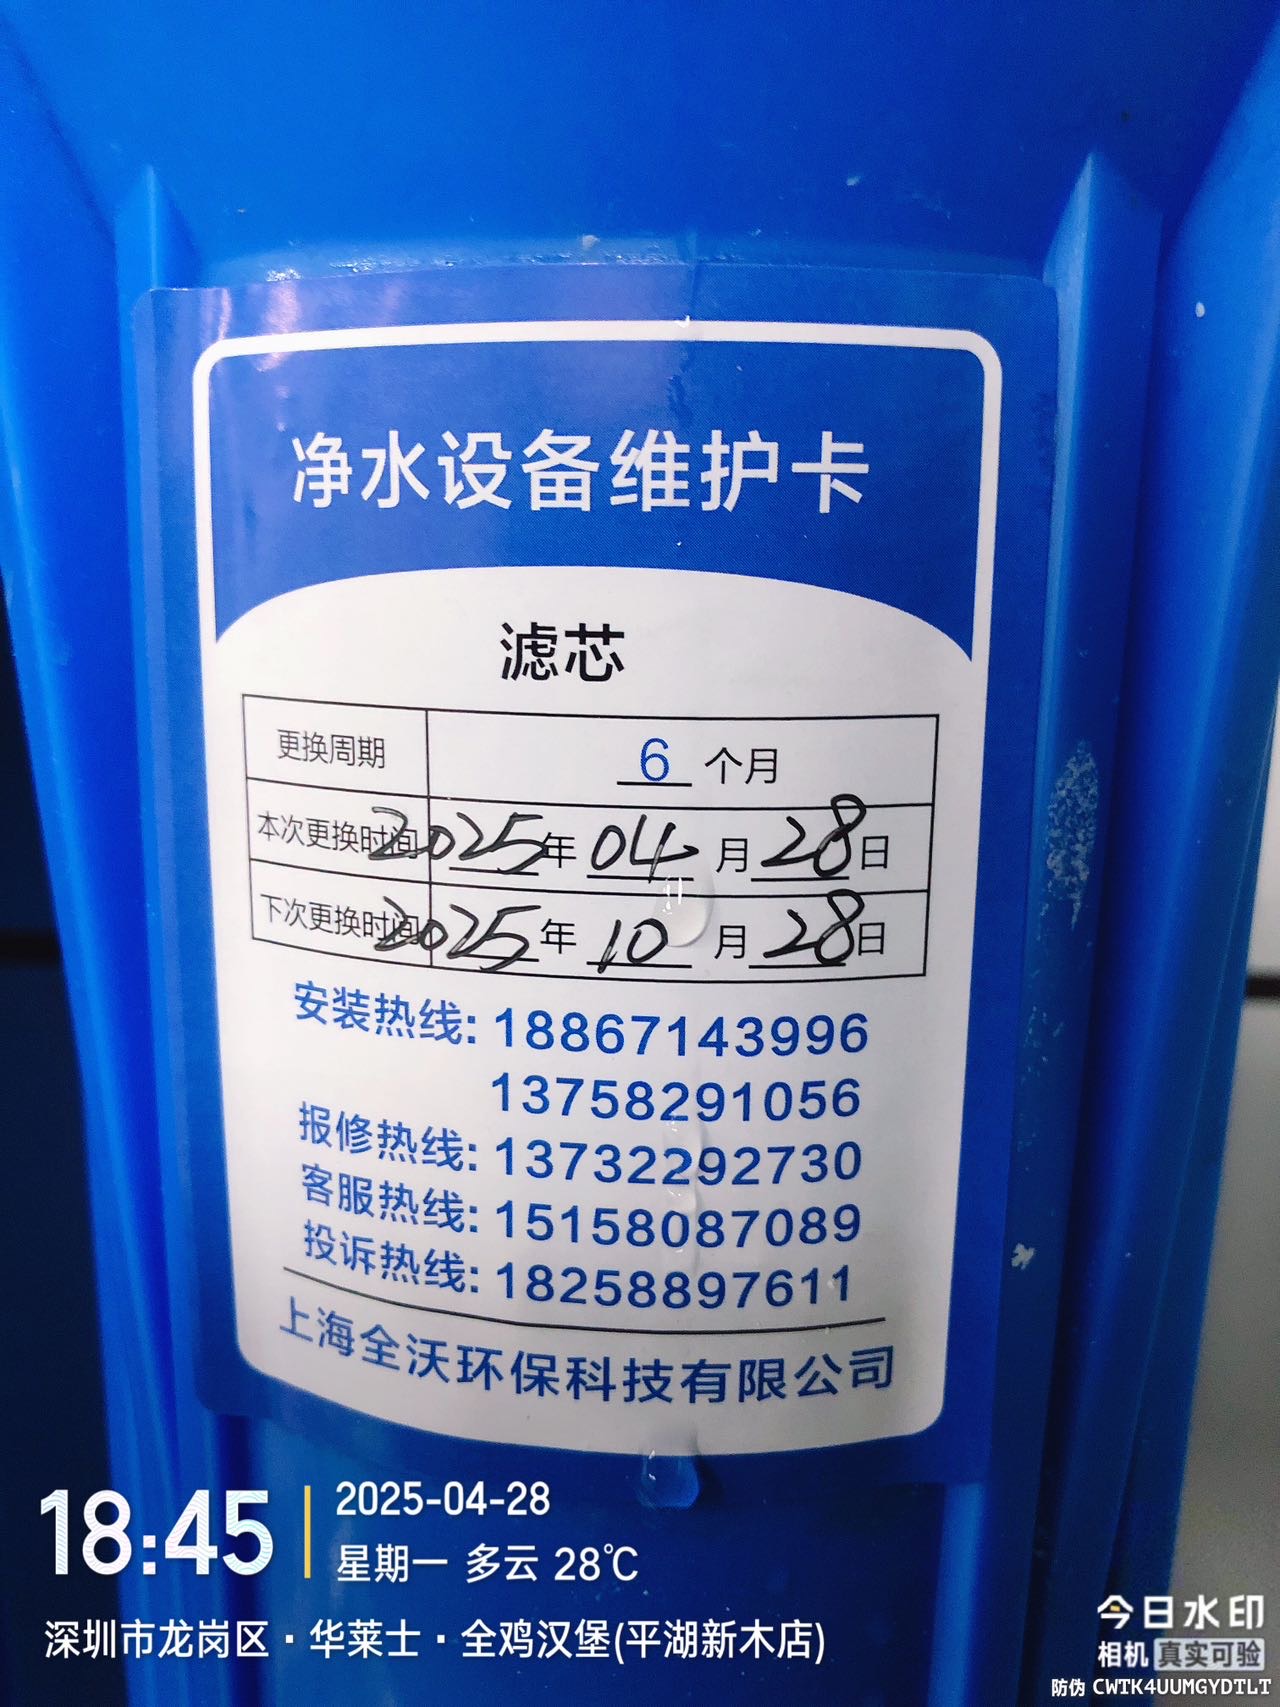 净水设备维护卡
滤芯
更换周期 6 个月
本次更换时间 2025年 04 月 28日
下次更换时间 2025年 10 月 28日
安装热线: 18867143996
13758291056
报修热线: 13732292730
客服热线: 15158087089
投诉热线: 18258897611
上海全沃环保科技有限公司
18:45
2025-04-28
星期一 多云 28℃
深圳市龙岗区·华莱士·全鸡汉堡(平湖新木店)
今日水印
相机 真实可验
防伪 CWTK4UUMGYDTLT